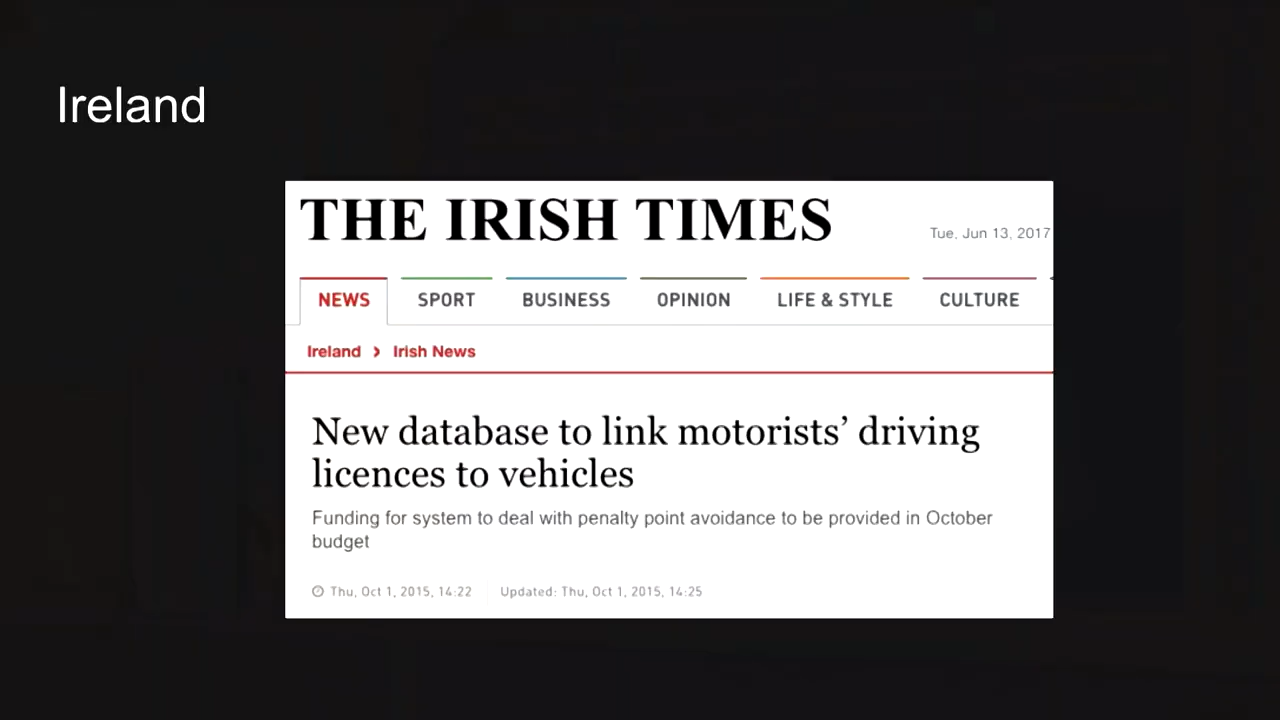 Ireland
THE IRISH TIMES
Tue, Jun 13, 2017
NEWS SPORT BUSINESS OPINION LIFE & STYLE CULTURE
Ireland › Irish News
New database to link motorists’ driving
licences to vehicles
Funding for system to deal with penalty point avoidance to be provided in October
budget
Thu, Oct 1, 2015, 14:22 Updated: Thu, Oct 1, 2015, 14:25